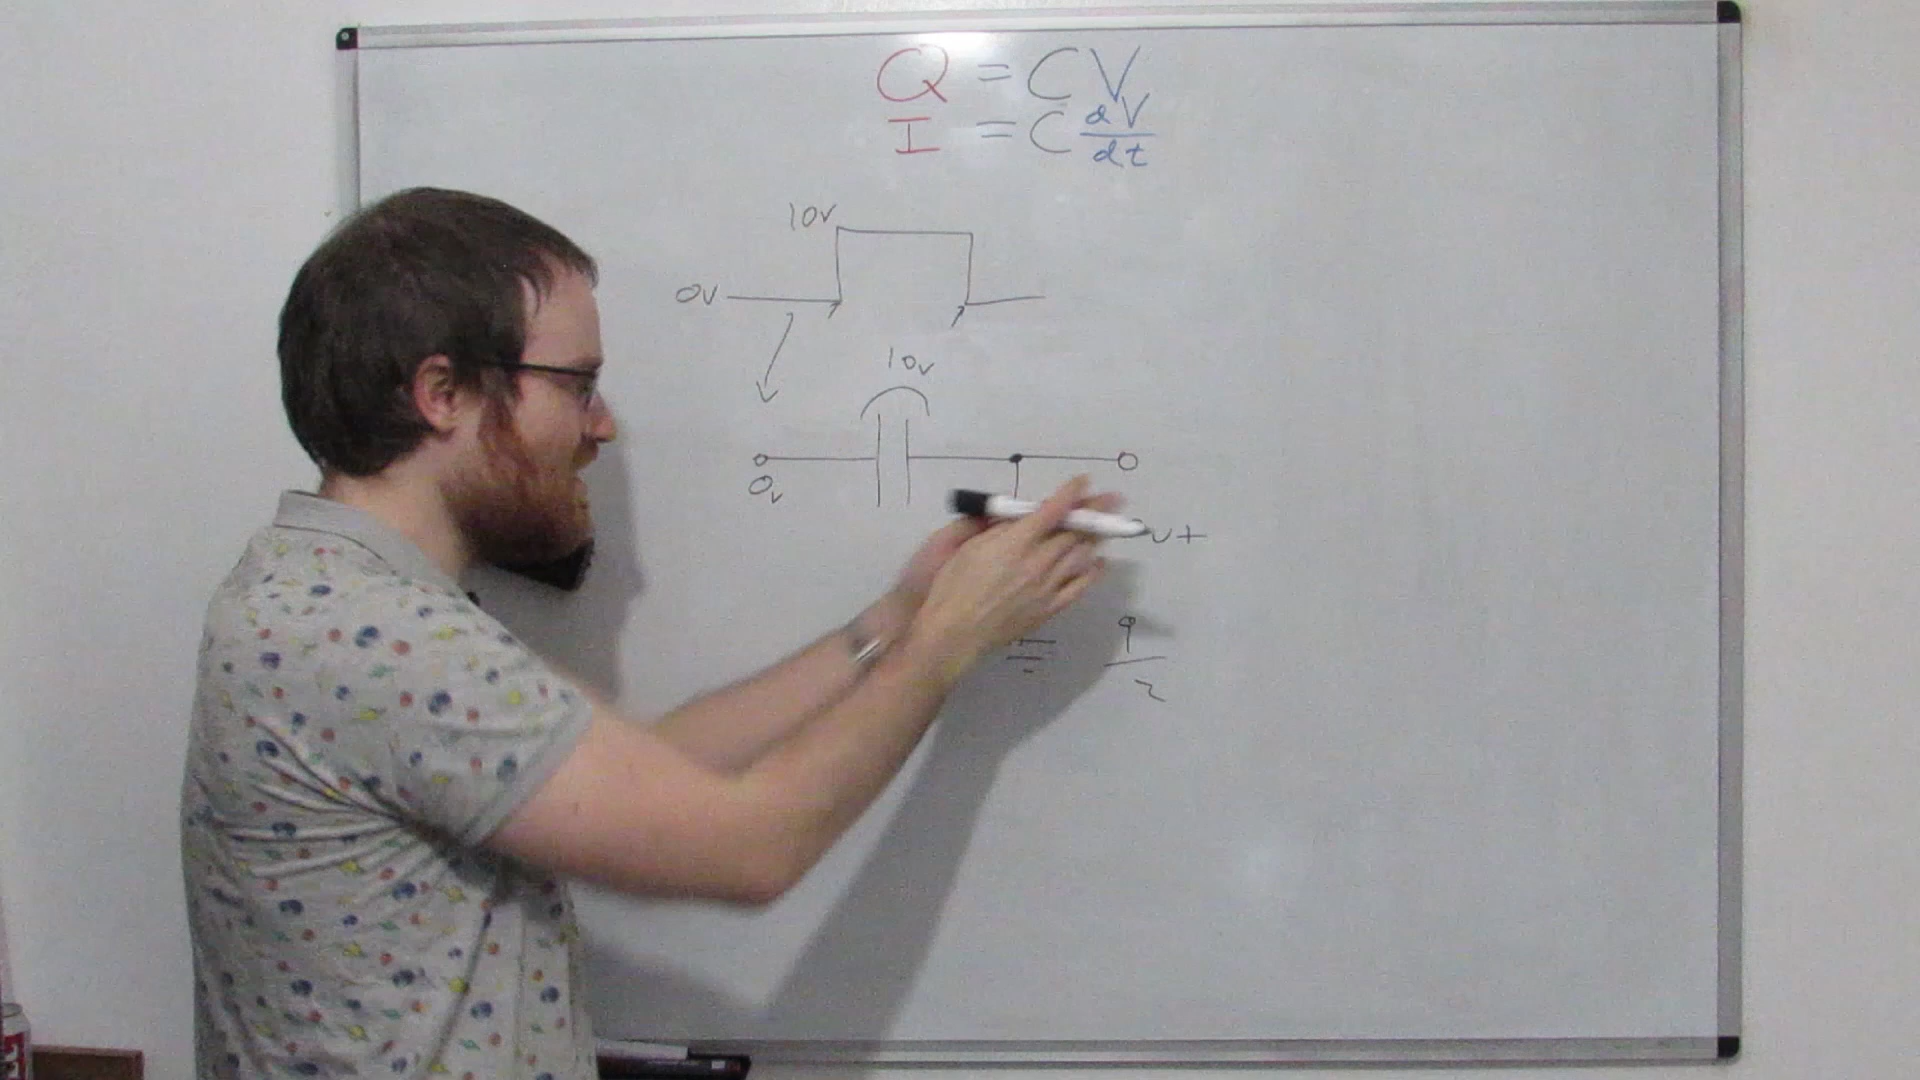 Q = CV
I = C dV/dt
10V
0V
10v
0v